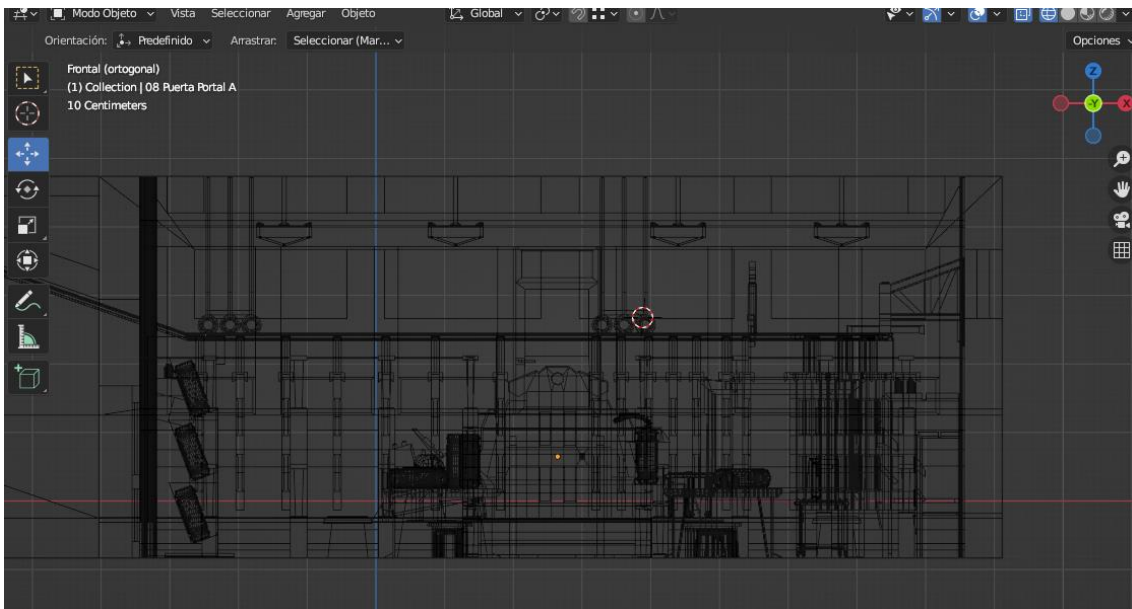 Modo Objeto Vista Seleccionar Agregar Objeto Global
Orientación: Predefinido Arrastrar: Seleccionar (Mar... Opciones
Frontal (ortogonal)
(1) Collection | 08 Puerta Portal A
10 Centimeters
Z
-Y
X